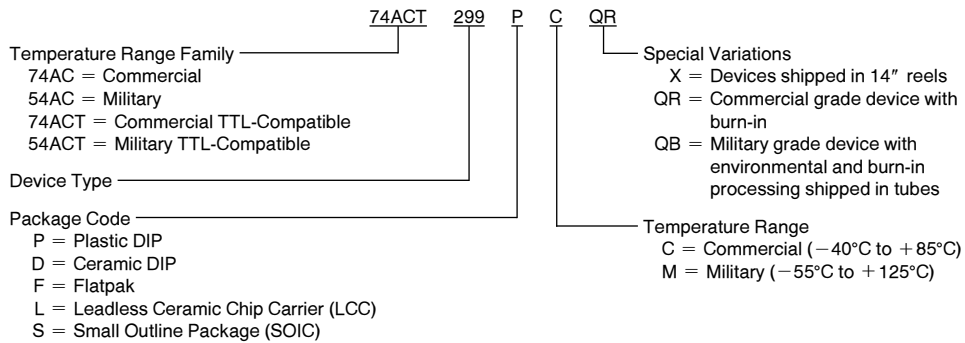 74ACT 299 P C QR
Temperature Range Family
74AC = Commercial
54AC = Military
74ACT = Commercial TTL-Compatible
54ACT = Military TTL-Compatible
Device Type
Package Code
P = Plastic DIP
D = Ceramic DIP
F = Flatpak
L = Leadless Ceramic Chip Carrier (LCC)
S = Small Outline Package (SOIC)
Special Variations
X = Devices shipped in 14″ reels
QR = Commercial grade device with
burn-in
QB = Military grade device with
environmental and burn-in
processing shipped in tubes
Temperature Range
C = Commercial (−40°C to +85°C)
M = Military (−55°C to +125°C)